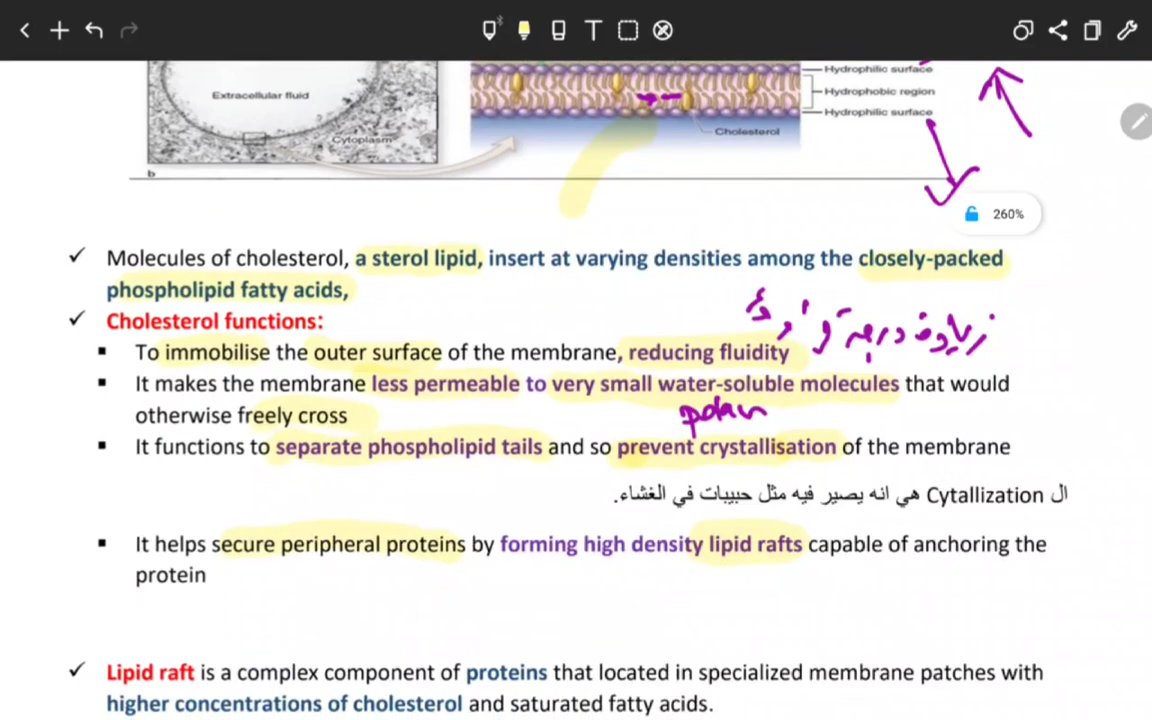 Extracellular fluid
Cytoplasm
b
Hydrophilic surface
Hydrophobic region
Hydrophilic surface
Cholesterol
260%
✓ Molecules of cholesterol, a sterol lipid, insert at varying densities among the closely-packed
phospholipid fatty acids,
✓ Cholesterol functions:
▪ To immobilise the outer surface of the membrane, reducing fluidity
▪ It makes the membrane less permeable to very small water-soluble molecules that would
otherwise freely cross
polar
▪ It functions to separate phospholipid tails and so prevent crystallisation of the membrane
ال Cytallization هي انه يصير فيه مثل حبيبات في الغشاء.
▪ It helps secure peripheral proteins by forming high density lipid rafts capable of anchoring the
protein
✓ Lipid raft is a complex component of proteins that located in specialized membrane patches with
higher concentrations of cholesterol and saturated fatty acids.